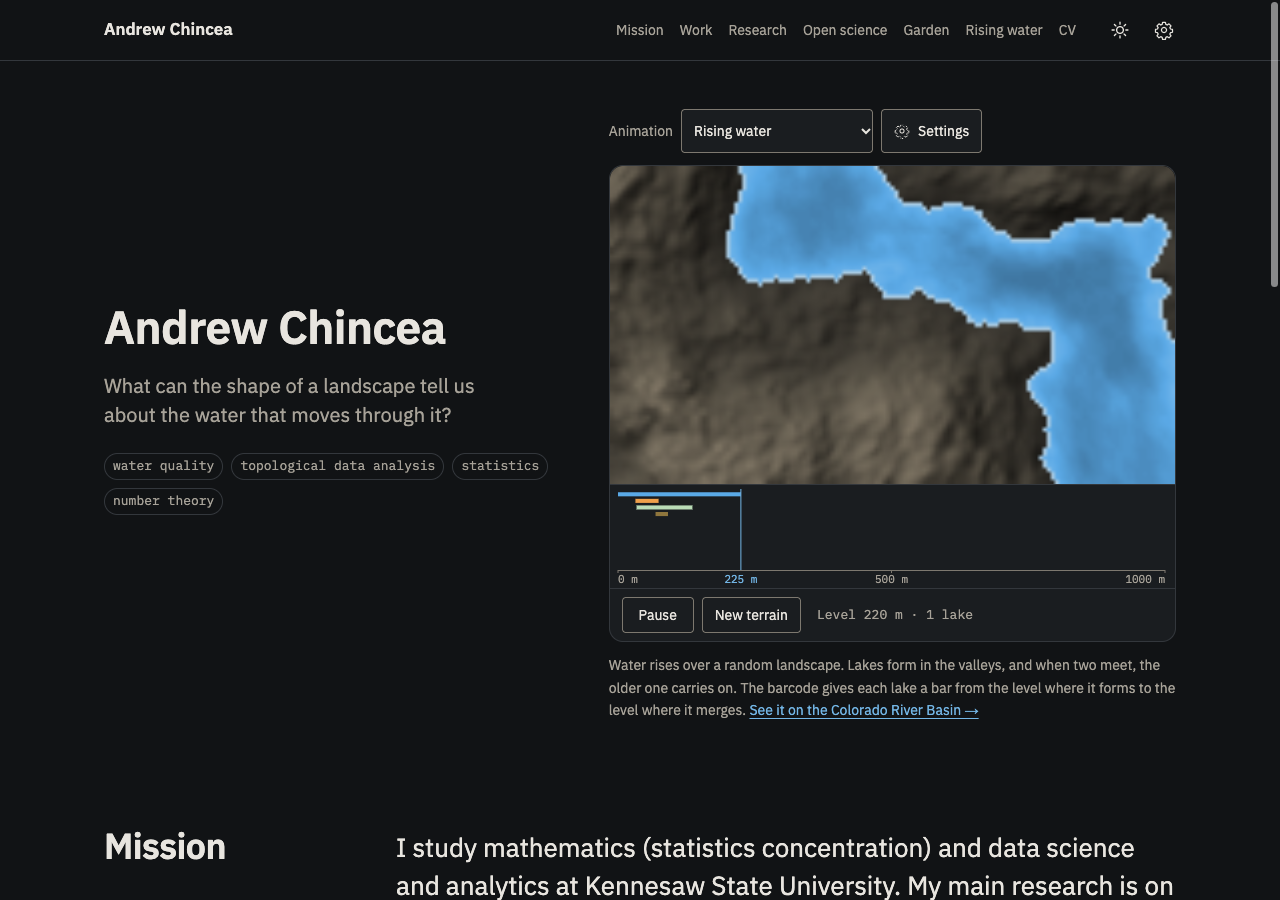 Andrew Chincea
Mission Work Research Open science Garden Rising water CV
Animation Rising water Settings
Andrew Chincea
What can the shape of a landscape tell us
about the water that moves through it?
water quality topological data analysis statistics
number theory
0 m 225 m 500 m 1000 m
Pause New terrain Level 220 m · 1 lake
Water rises over a random landscape. Lakes form in the valleys, and when two meet, the
older one carries on. The barcode gives each lake a bar from the level where it forms to the
level where it merges. See it on the Colorado River Basin →
Mission
I study mathematics (statistics concentration) and data science
and analytics at Kennesaw State University. My main research is on